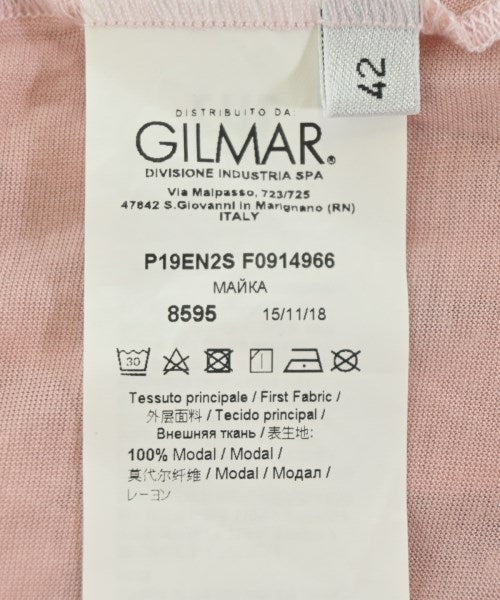 42
DISTRIBUITO DA:
GILMAR®
DIVISIONE INDUSTRIA SPA
Via Malpasso, 723/725
47842 S.Giovanni in Marignano (RN)
ITALY
P19EN2S F0914966
МАЙКА
8595 15/11/18
30
Tessuto principale / First Fabric /
外层面料 / Tecido principal /
Внешняя ткань / 表生地:
100% Modal / Modal /
莫代尔纤维 / Modal / Модал /
レーヨン